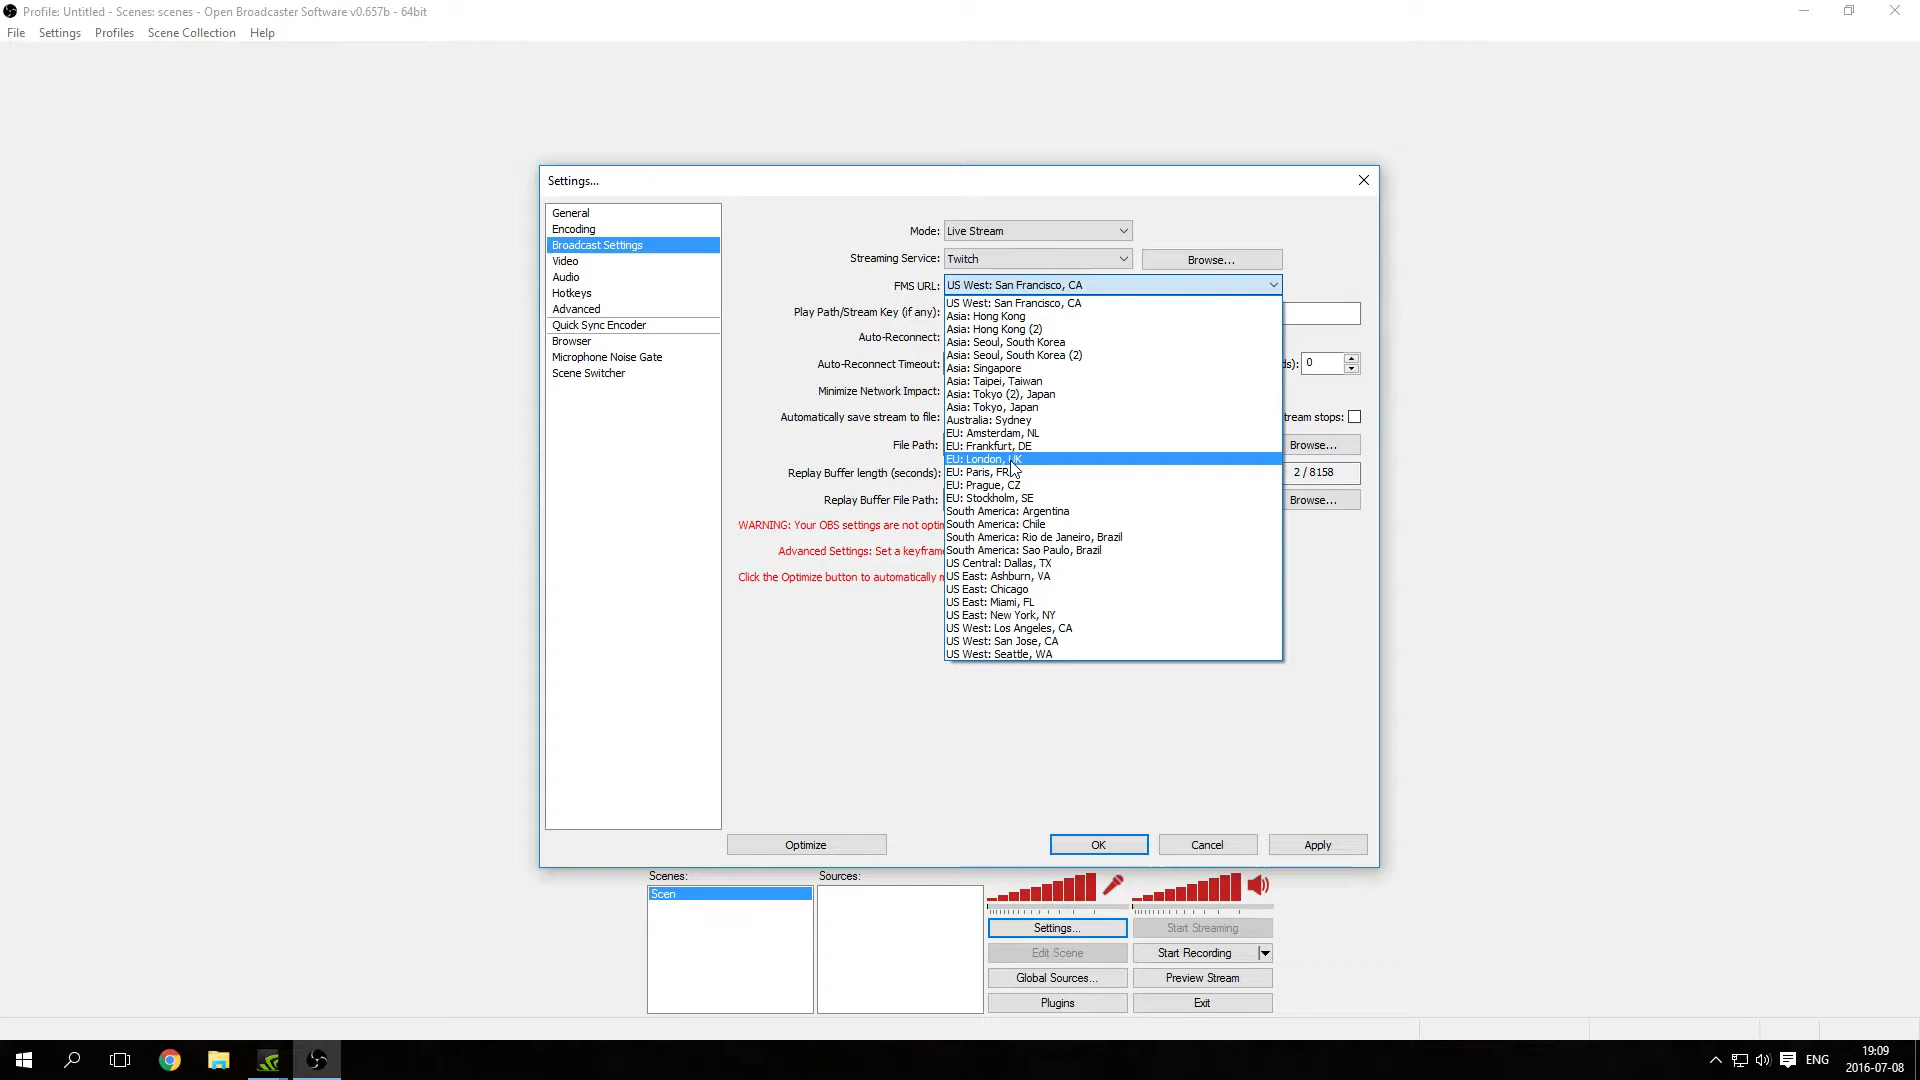 Profile: Untitled - Scenes: scenes - Open Broadcaster Software v0.657b - 64bit
File Settings Profiles Scene Collection Help
Settings...
General
Encoding
Broadcast Settings
Video
Audio
Hotkeys
Advanced
Quick Sync Encoder
Browser
Microphone Noise Gate
Scene Switcher
Mode: Live Stream
Streaming Service: Twitch Browse...
FMS URL: US West: San Francisco, CA
Play Path/Stream Key (if any):
Auto-Reconnect:
Auto-Reconnect Timeout: 0
Minimize Network Impact:
Automatically save stream to file: stops:
File Path: Browse...
Replay Buffer length (seconds): 2 / 8158
Replay Buffer File Path: Browse...
WARNING: Your OBS settings are not
Advanced Settings: Set a
Click the Optimize button to automatically
US West: San Francisco, CA
Asia: Hong Kong
Asia: Hong Kong (2)
Asia: Seoul, South Korea
Asia: Seoul, South Korea (2)
Asia: Singapore
Asia: Taipei, Taiwan
Asia: Tokyo (2), Japan
Asia: Tokyo, Japan
Australia: Sydney
EU: Amsterdam, NL
EU: Frankfurt, DE
EU: London, UK
EU: Paris, FR
EU: Prague, CZ
EU: Stockholm, SE
South America: Argentina
South America: Chile
South America: Rio de Janeiro, Brazil
South America: Sao Paulo, Brazil
US Central: Dallas, TX
US East: Ashburn, VA
US East: Chicago
US East: Miami, FL
US East: New York, NY
US West: Los Angeles, CA
US West: San Jose, CA
US West: Seattle, WA
Optimize OK Cancel Apply
Scenes: Sources:
Scen
Settings... Start Streaming
Edit Scene Start Recording
Global Sources... Preview Stream
Plugins Exit
ENG
19:09
2016-07-08